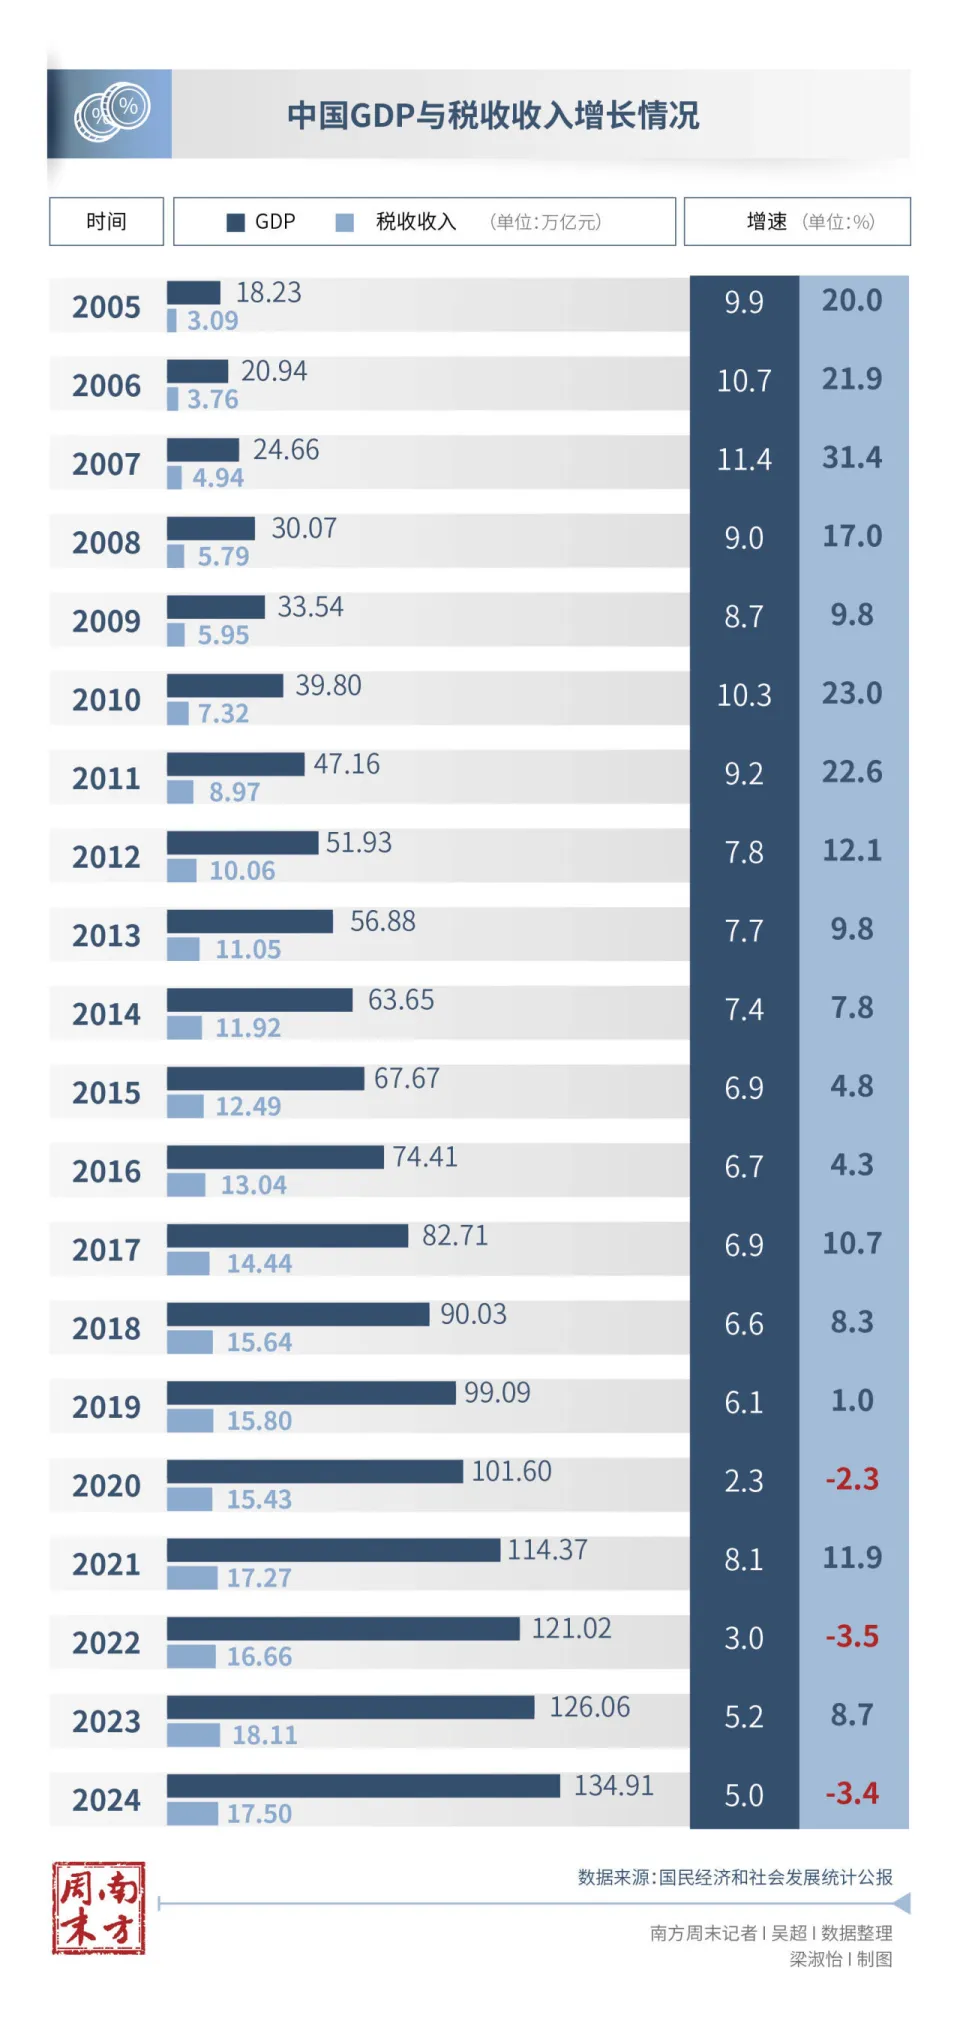 中国GDP与税收收入增长情况
时间 GDP 税收收入 （单位:万亿元） 增速 （单位:%）
2005 18.23 3.09 9.9 20.0
2006 20.94 3.76 10.7 21.9
2007 24.66 4.94 11.4 31.4
2008 30.07 5.79 9.0 17.0
2009 33.54 5.95 8.7 9.8
2010 39.80 7.32 10.3 23.0
2011 47.16 8.97 9.2 22.6
2012 51.93 10.06 7.8 12.1
2013 56.88 11.05 7.7 9.8
2014 63.65 11.92 7.4 7.8
2015 67.67 12.49 6.9 4.8
2016 74.41 13.04 6.7 4.3
2017 82.71 14.44 6.9 10.7
2018 90.03 15.64 6.6 8.3
2019 99.09 15.80 6.1 1.0
2020 101.60 15.43 2.3 -2.3
2021 114.37 17.27 8.1 11.9
2022 121.02 16.66 3.0 -3.5
2023 126.06 18.11 5.2 8.7
2024 134.91 17.50 5.0 -3.4
南方周末
数据来源:国民经济和社会发展统计公报
南方周末记者 | 吴超 | 数据整理
梁淑怡 | 制图